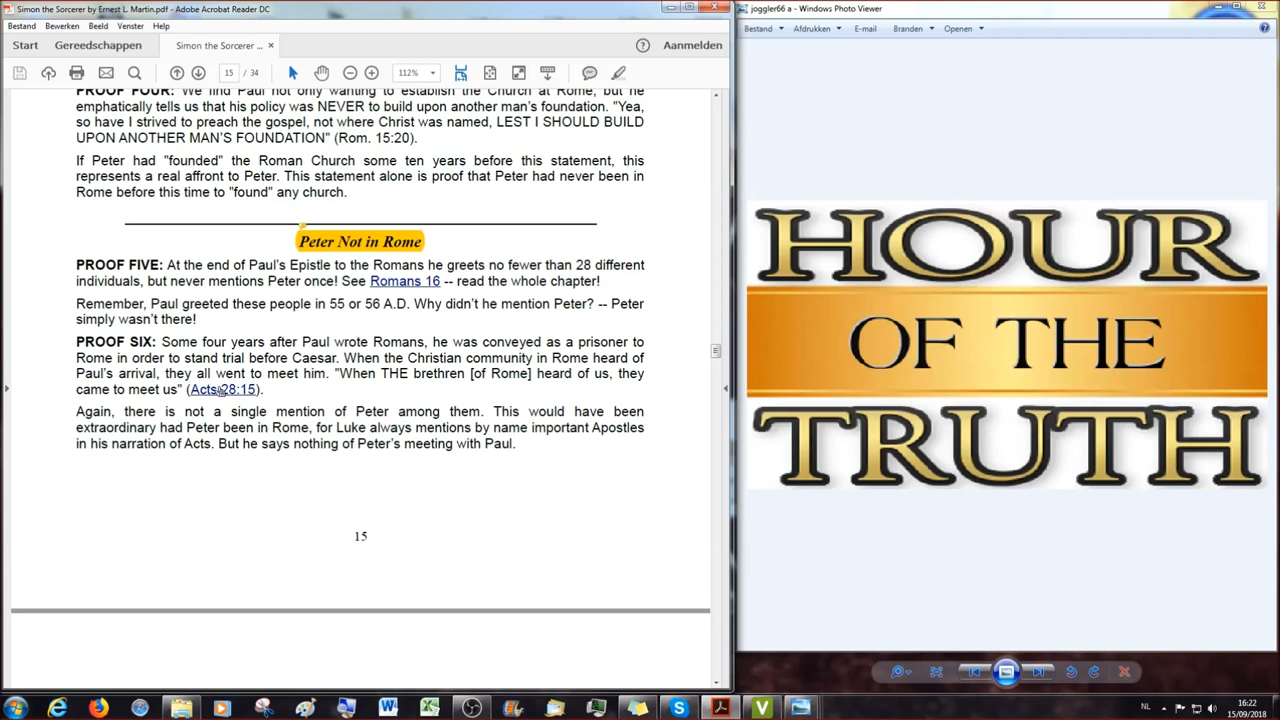 Simon the Sorcerer by Ernest L. Martin.pdf - Adobe Acrobat Reader DC
Bestand Bewerken Beeld Venster Help
Start Gereedschappen Simon the Sorcerer ... × Aanmelden
15 / 34 112%
PROOF FOUR: We find Paul not only wanting to establish the Church at Rome, but he
emphatically tells us that his policy was NEVER to build upon another man's foundation. "Yea,
so have I strived to preach the gospel, not where Christ was named, LEST I SHOULD BUILD
UPON ANOTHER MAN'S FOUNDATION" (Rom. 15:20).
If Peter had "founded" the Roman Church some ten years before this statement, this
represents a real affront to Peter. This statement alone is proof that Peter had never been in
Rome before this time to "found" any church.
Peter Not in Rome
PROOF FIVE: At the end of Paul's Epistle to the Romans he greets no fewer than 28 different
individuals, but never mentions Peter once! See Romans 16 -- read the whole chapter!
Remember, Paul greeted these people in 55 or 56 A.D. Why didn't he mention Peter? -- Peter
simply wasn't there!
PROOF SIX: Some four years after Paul wrote Romans, he was conveyed as a prisoner to
Rome in order to stand trial before Caesar. When the Christian community in Rome heard of
Paul's arrival, they all went to meet him. "When THE brethren [of Rome] heard of us, they
came to meet us" (Acts 28:15).
Again, there is not a single mention of Peter among them. This would have been
extraordinary had Peter been in Rome, for Luke always mentions by name important Apostles
in his narration of Acts. But he says nothing of Peter's meeting with Paul.
15
joggler66 a - Windows Photo Viewer
Bestand Afdrukken E-mail Branden Openen
HOUR
OF THE
TRUTH
NL 16:22
15/09/2018